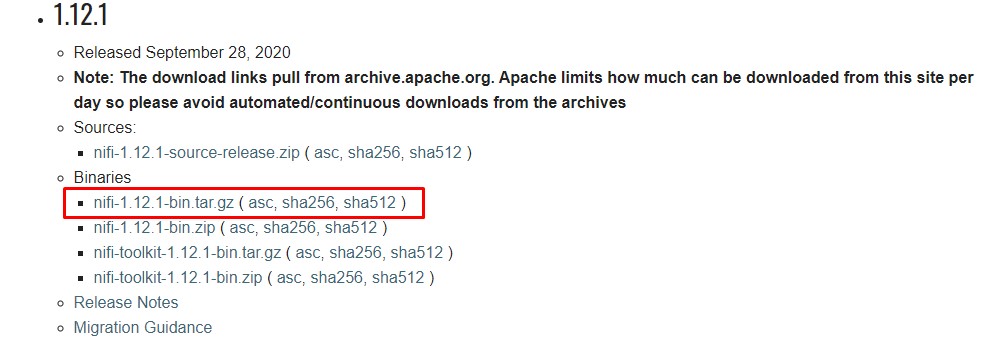 1.12.1
Released September 28, 2020
Note: The download links pull from archive.apache.org. Apache limits how much can be downloaded from this site per
day so please avoid automated/continuous downloads from the archives
Sources:
nifi-1.12.1-source-release.zip ( asc, sha256, sha512 )
Binaries
nifi-1.12.1-bin.tar.gz ( asc, sha256, sha512 )
nifi-1.12.1-bin.zip ( asc, sha256, sha512 )
nifi-toolkit-1.12.1-bin.tar.gz ( asc, sha256, sha512 )
nifi-toolkit-1.12.1-bin.zip ( asc, sha256, sha512 )
Release Notes
Migration Guidance